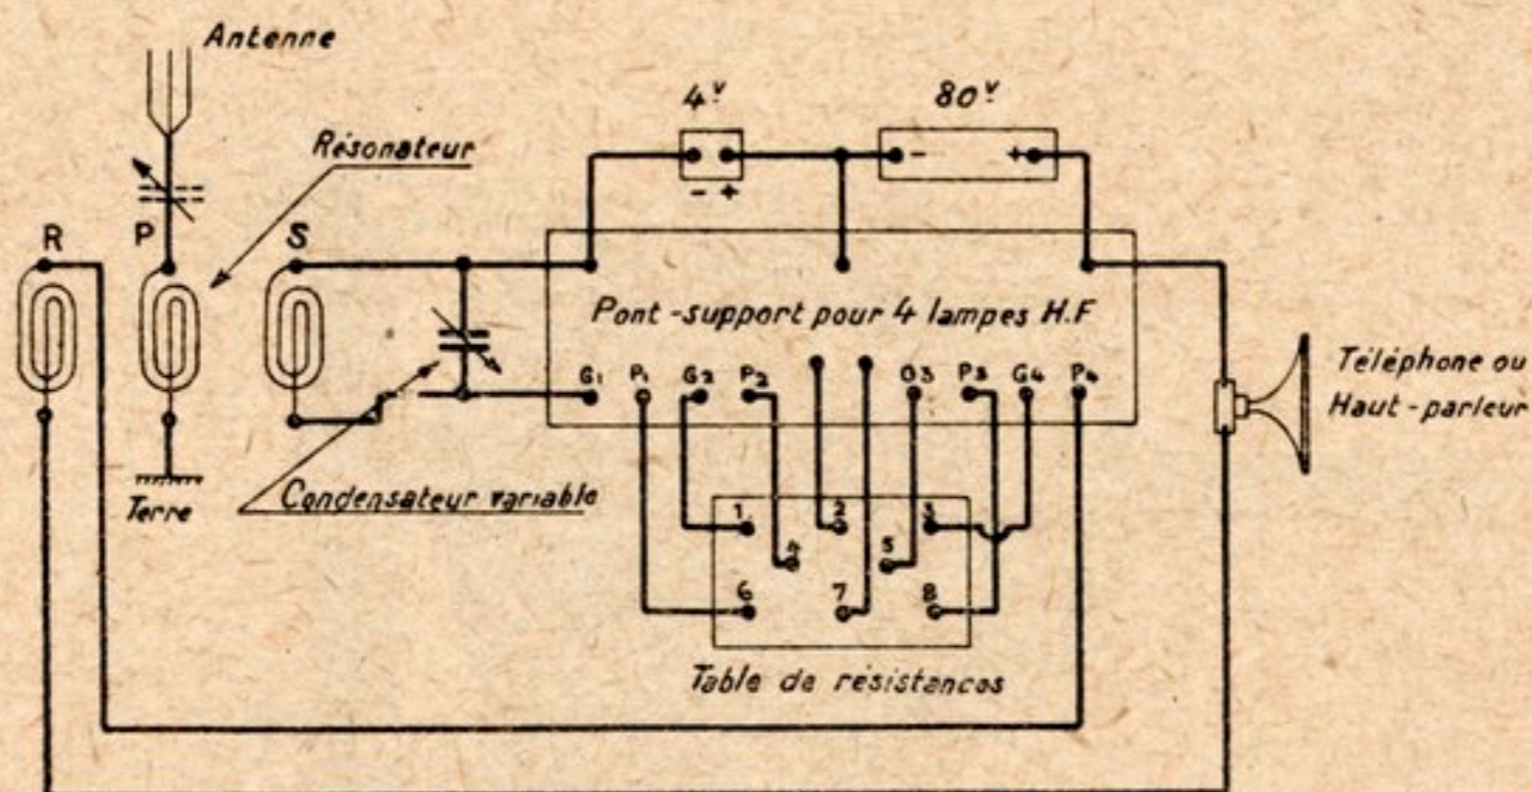 Antenne
4v
80v
Résonateur
- +
- +
R
P
S
Pont-support pour 4 lampes H.F
G1 P1 G2 P2 G3 P3 G4 P4
Téléphone ou
Haut-parleur
Condensateur variable
Terre
1 2 3
4 5
6 7 8
Table de résistances